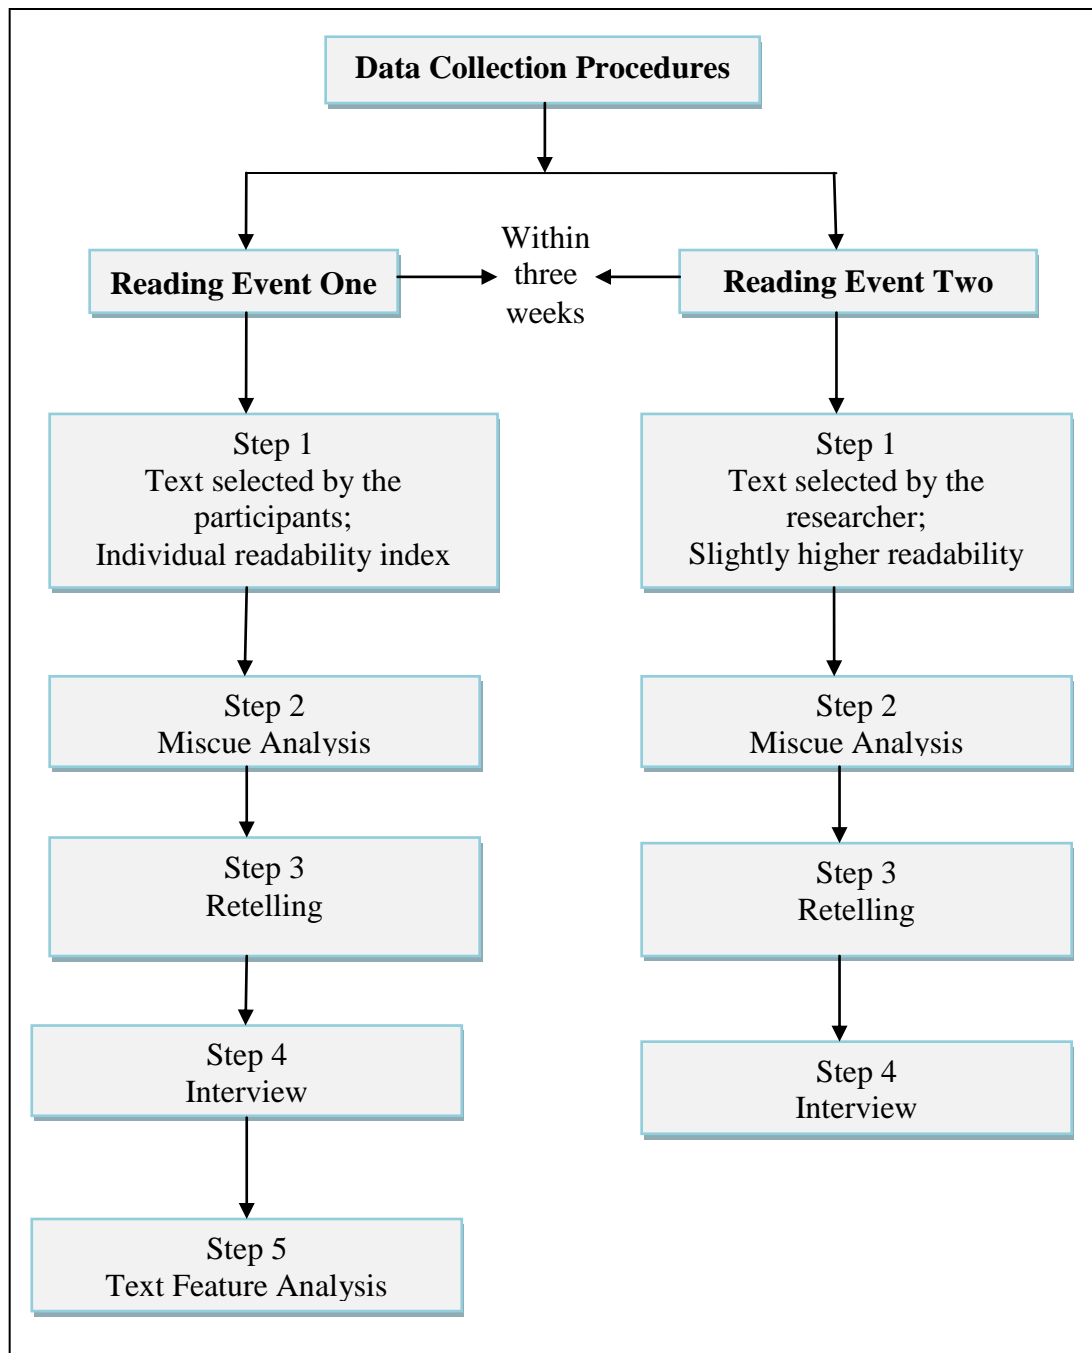 Data Collection Procedures
Reading Event One
Within
three
weeks
Reading Event Two
Step 1
Text selected by the
participants;
Individual readability index
Step 1
Text selected by the
researcher;
Slightly higher readability
Step 2
Miscue Analysis
Step 2
Miscue Analysis
Step 3
Retelling
Step 3
Retelling
Step 4
Interview
Step 4
Interview
Step 5
Text Feature Analysis